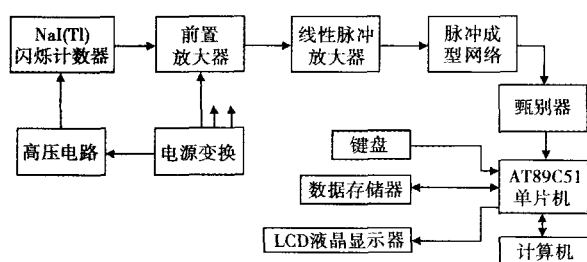 NaI(Tl)
闪烁计数器
前置
放大器
线性脉冲
放大器
脉冲成
型网络
甄别器
高压电路
电源变换
键盘
AT89C51
单片机
数据存储器
LCD液晶显示器
计算机